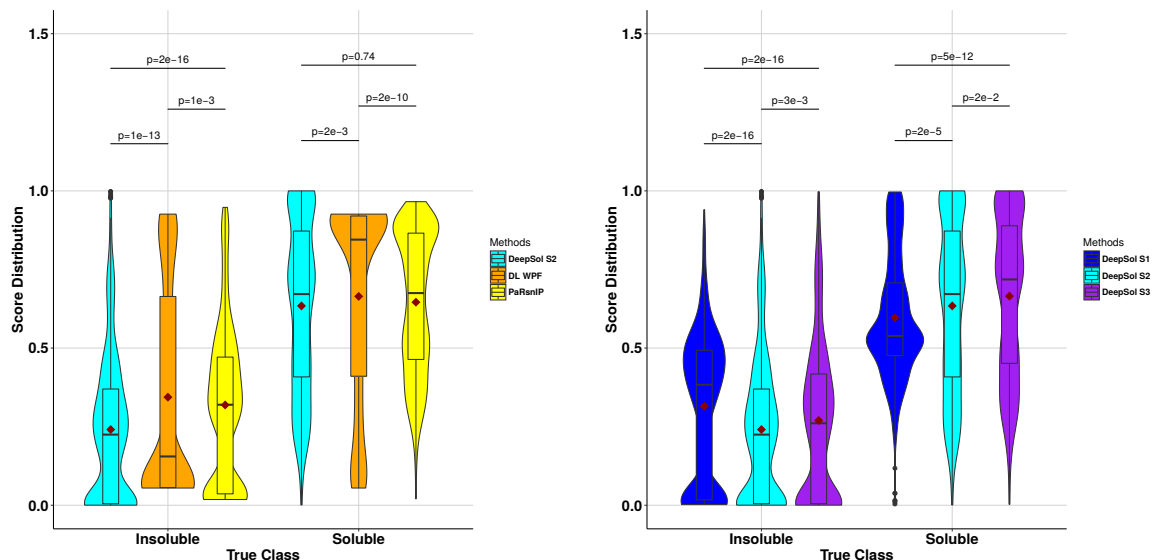 1.5
p=2e-16
p=0.74
p=1e-3
p=2e-10
p=1e-13
p=2e-3
1.0
0.5
0.0
Score Distribution
Insoluble
Soluble
True Class
Methods
DeepSol S2
DL WPF
PaRsnIP
1.5
p=2e-16
p=5e-12
p=3e-3
p=2e-2
p=2e-16
p=2e-5
1.0
0.5
0.0
Score Distribution
Insoluble
Soluble
True Class
Methods
DeepSol S1
DeepSol S2
DeepSol S3